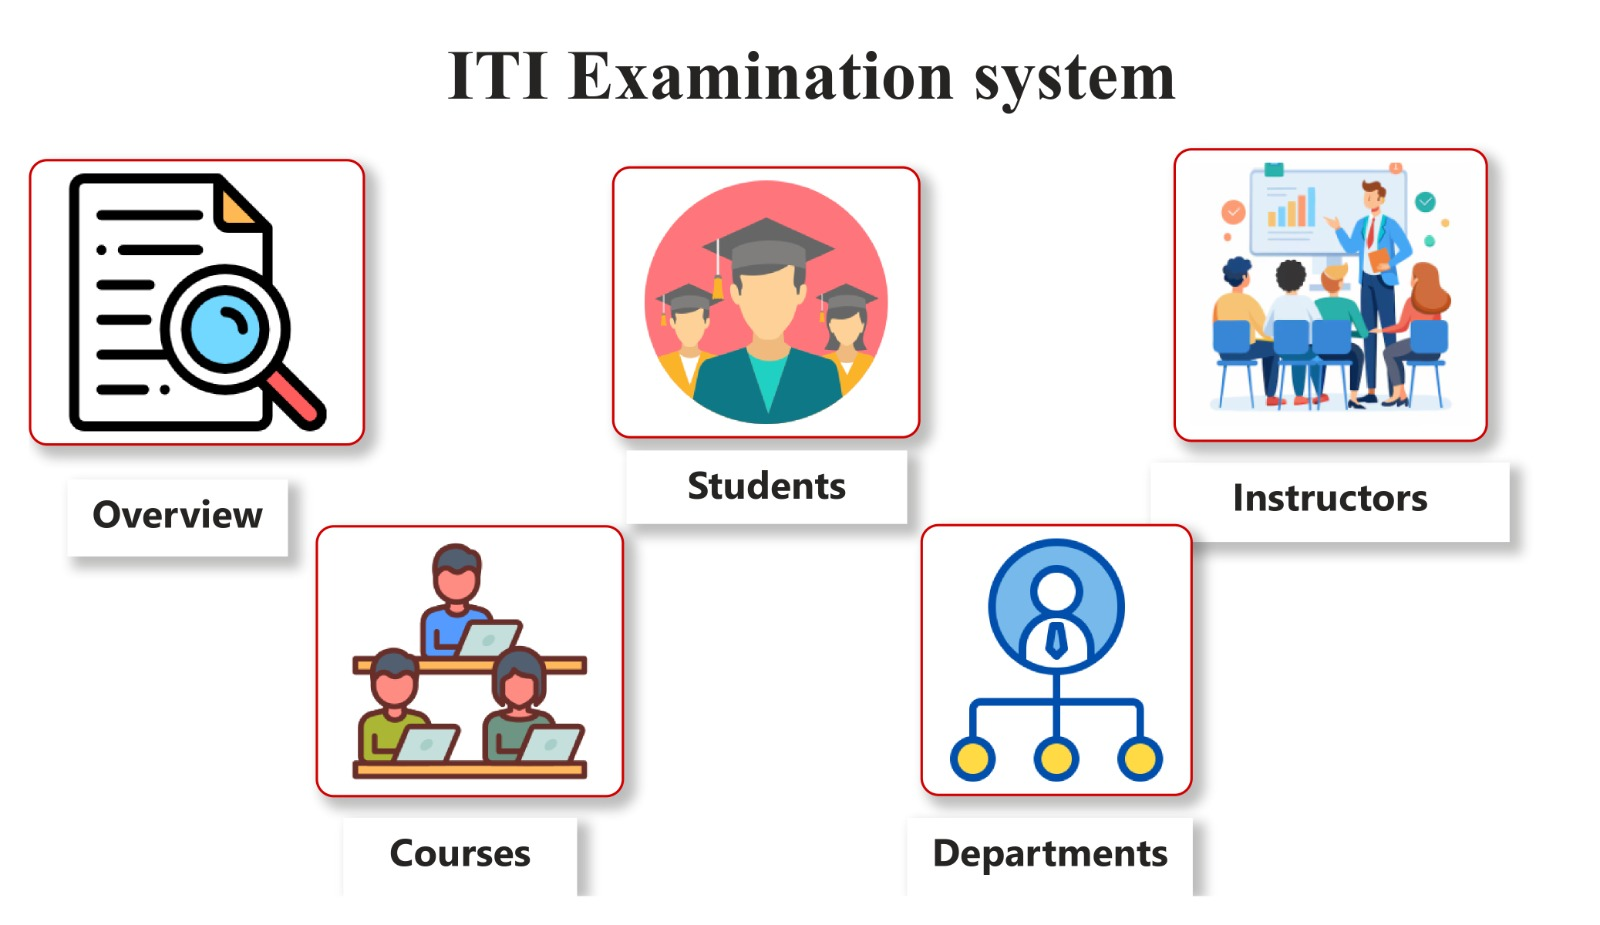 ITI Examination system
Overview
Students
Instructors
Courses
Departments